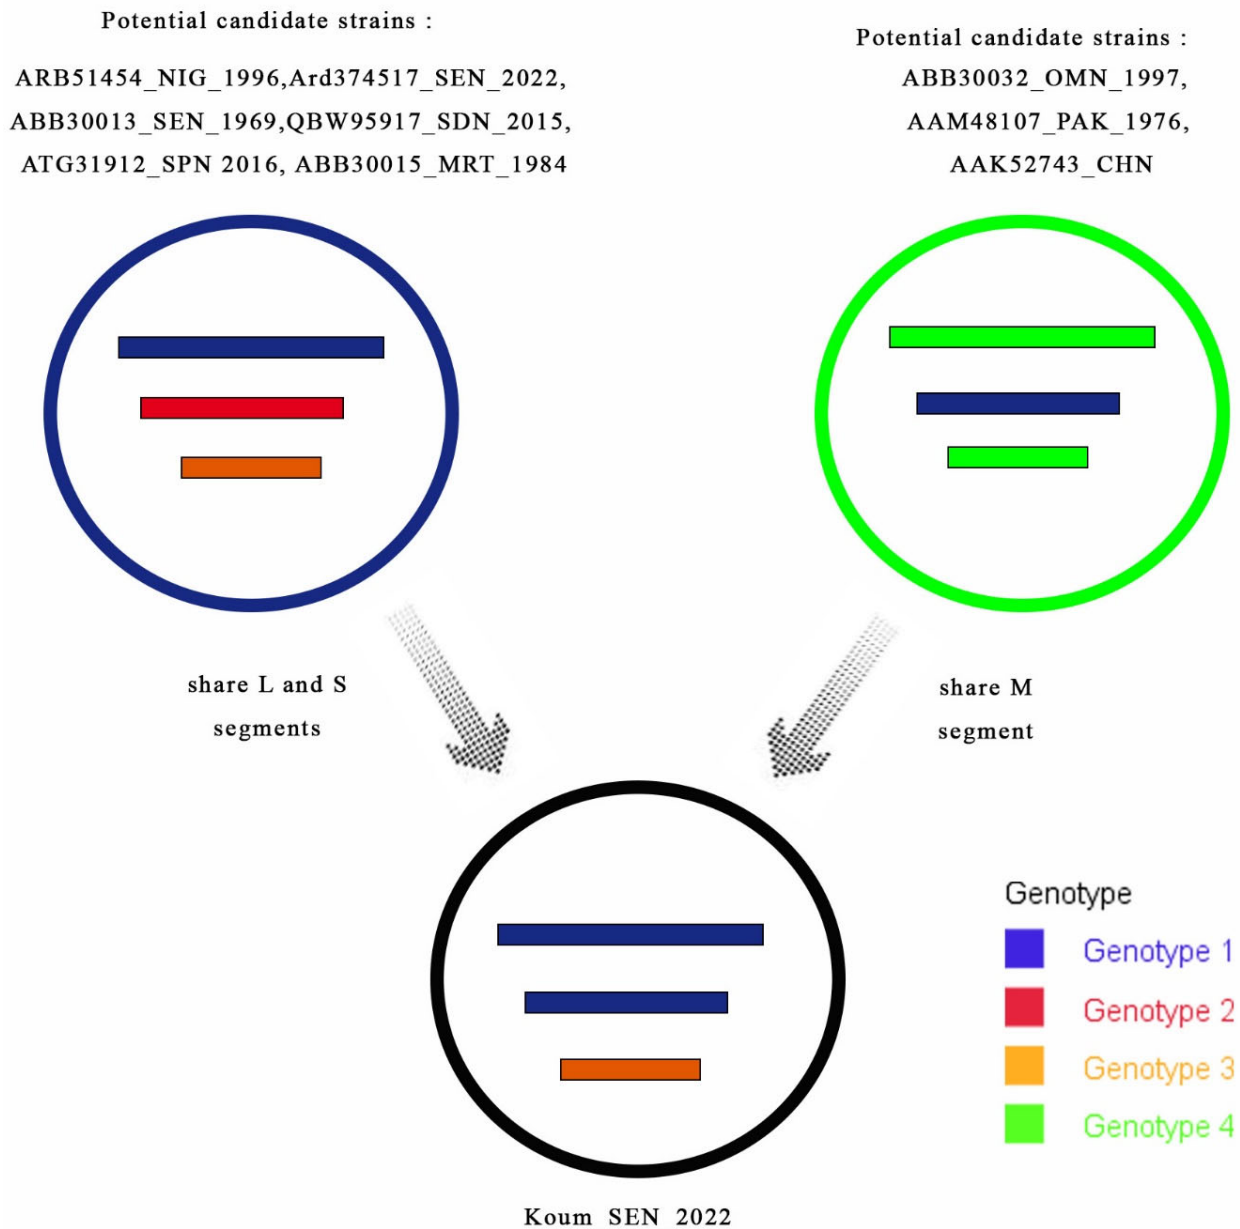 Potential candidate strains :
ARB51454_NIG_1996,Ard374517_SEN_2022,
ABB30013_SEN_1969,QBW95917_SDN_2015,
ATG31912_SPN 2016, ABB30015_MRT_1984
Potential candidate strains :
ABB30032_OMN_1997,
AAM48107_PAK_1976,
AAK52743_CHN
share L and S
segments
share M
segment
Genotype
Genotype 1
Genotype 2
Genotype 3
Genotype 4
Koum_SEN_2022